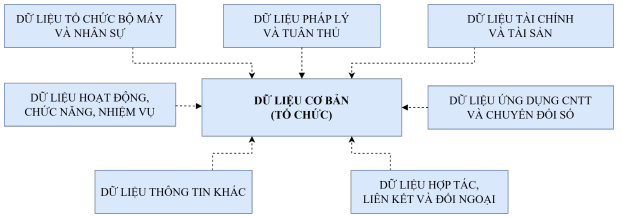 DỮ LIỆU TỔ CHỨC BỘ MÁY
VÀ NHÂN SỰ
DỮ LIỆU PHÁP LÝ
VÀ TUÂN THỦ
DỮ LIỆU TÀI CHÍNH
VÀ TÀI SẢN
DỮ LIỆU HOẠT ĐỘNG,
CHỨC NĂNG, NHIỆM VỤ
DỮ LIỆU CƠ BẢN
(TỔ CHỨC)
DỮ LIỆU ỨNG DỤNG CNTT
VÀ CHUYỂN ĐỔI SỐ
DỮ LIỆU THÔNG TIN KHÁC
DỮ LIỆU HỢP TÁC,
LIÊN KẾT VÀ ĐỐI NGOẠI